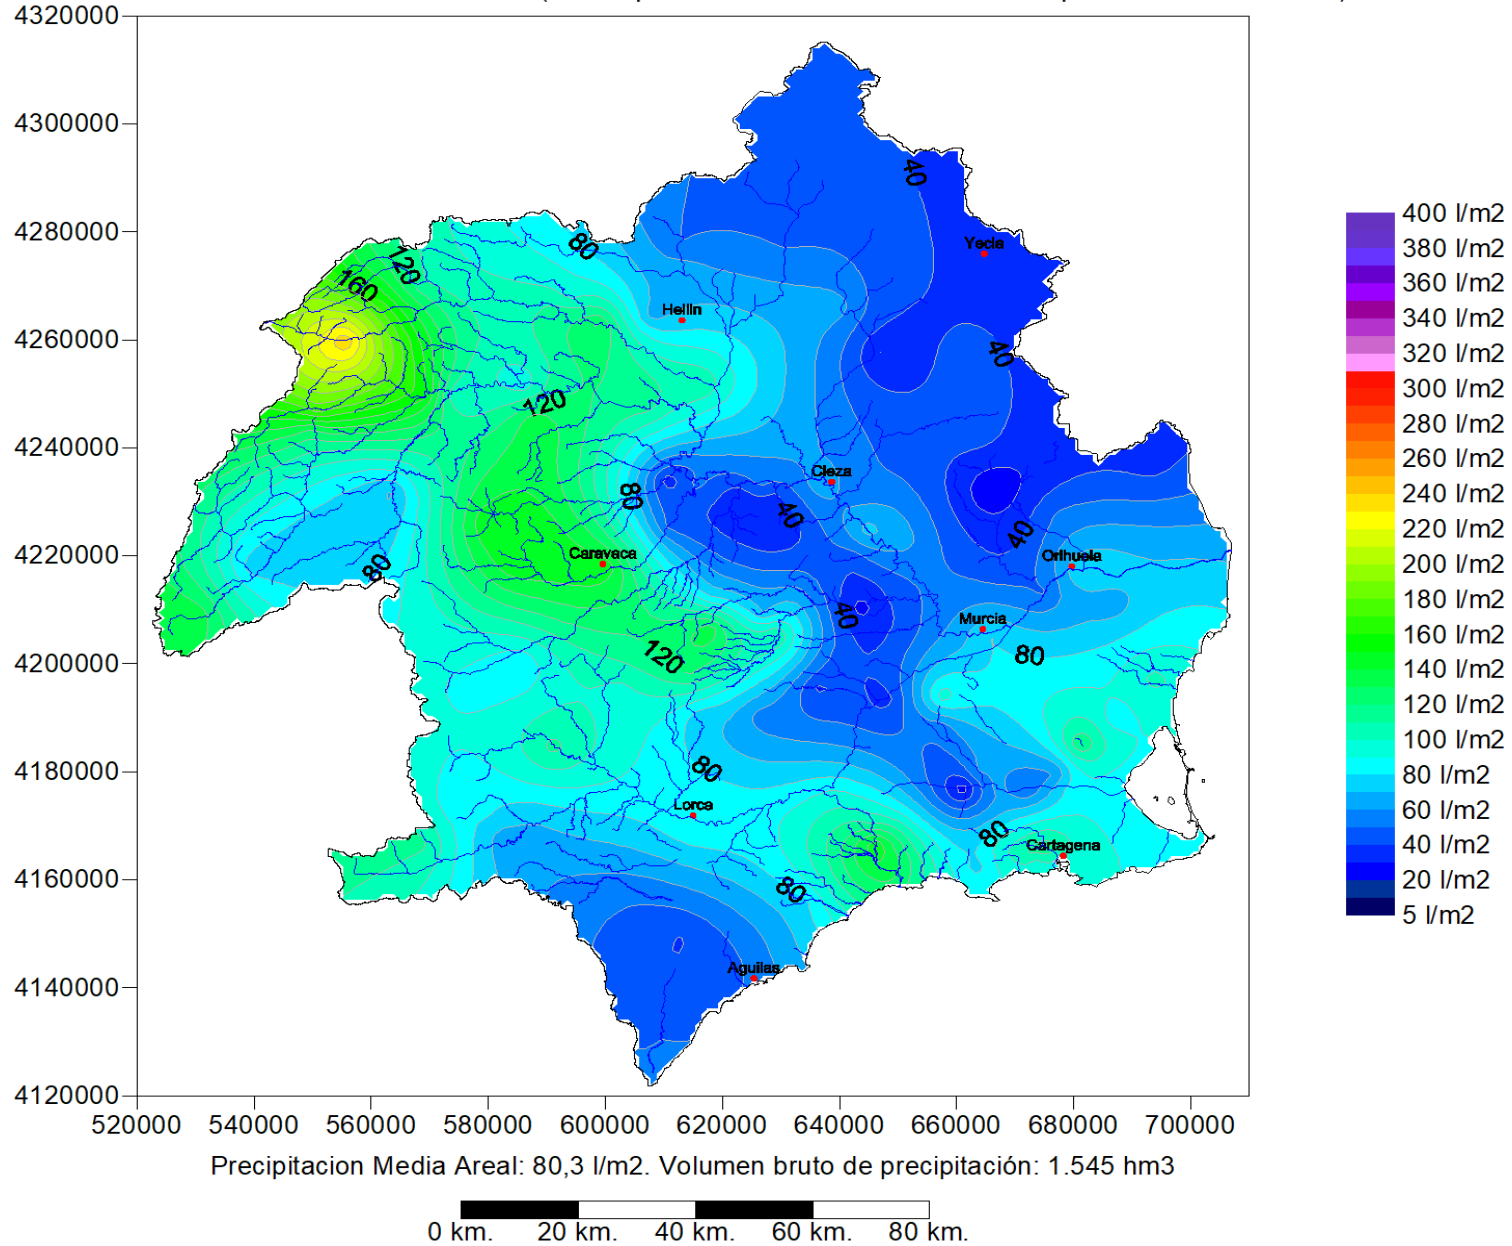 4320000
4300000
4280000
4260000
4240000
4220000
4200000
4180000
4160000
4140000
4120000
520000 540000 560000 580000 600000 620000 640000 660000 680000 700000
40
Yecla
80
120
160
Hellin
40
120
Cieza
80
40
40
Caravaca
Orihuela
80
40
Murcia
120
80
80
Lorca
80
Cartagena
80
Aguilas
400 l/m2
380 l/m2
360 l/m2
340 l/m2
320 l/m2
300 l/m2
280 l/m2
260 l/m2
240 l/m2
220 l/m2
200 l/m2
180 l/m2
160 l/m2
140 l/m2
120 l/m2
100 l/m2
80 l/m2
60 l/m2
40 l/m2
20 l/m2
5 l/m2
Precipitacion Media Areal: 80,3 l/m2. Volumen bruto de precipitación: 1.545 hm3
0 km. 20 km. 40 km. 60 km. 80 km.